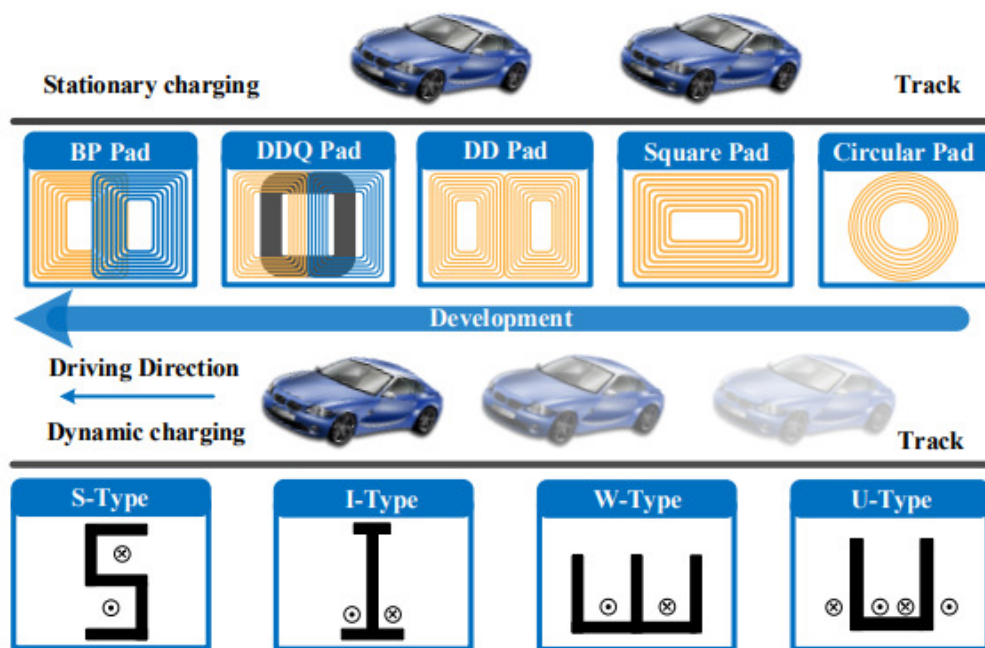 Stationary charging
Track
BP Pad
DDQ Pad
DD Pad
Square Pad
Circular Pad
Development
Driving Direction
Dynamic charging
Track
S-Type
I-Type
W-Type
U-Type